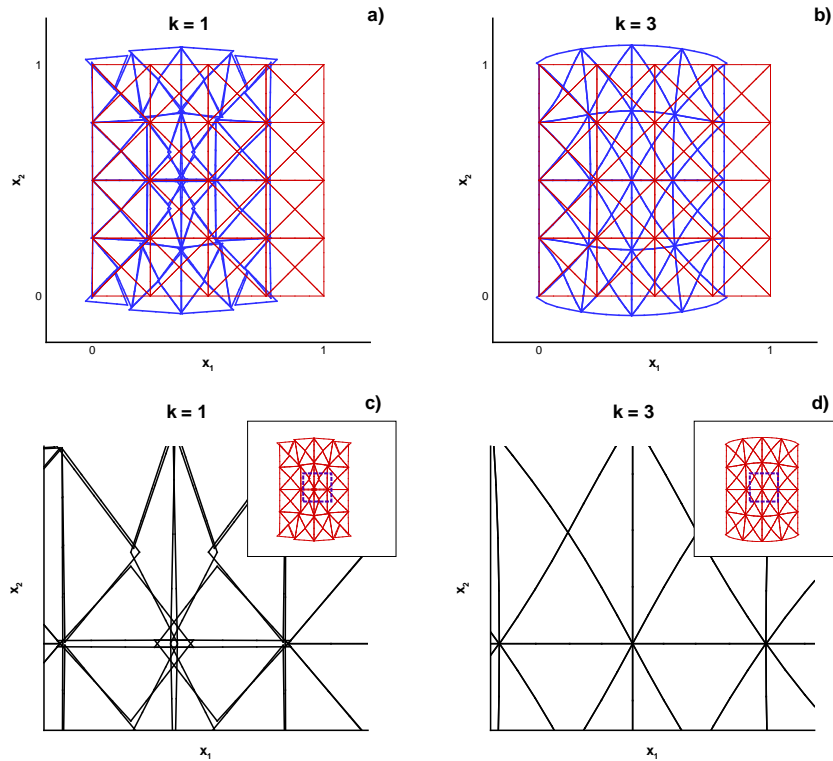 a)
k = 1
1
x2
0
0
1
x1
b)
k = 3
1
x2
0
0
1
x1
c)
k = 1
x2
x1
d)
k = 3
x2
x1